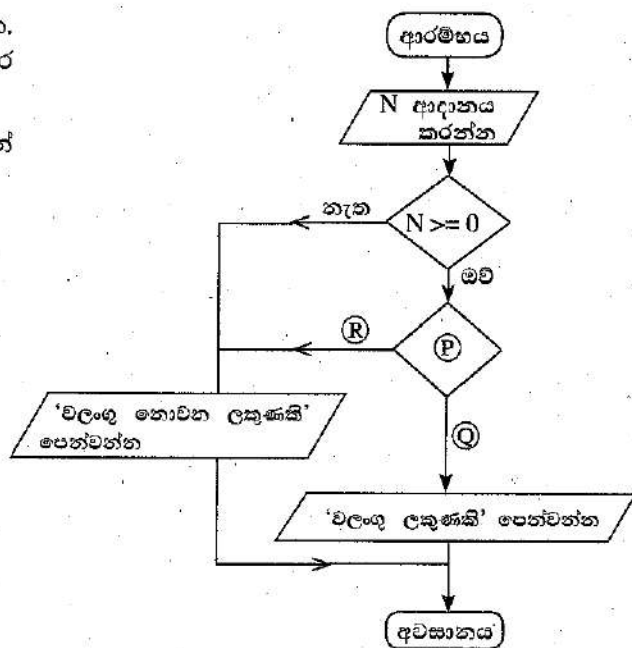 ත.
ර
ත්
ආරම්භය
N ආදානය
කරන්න
නැත
N >= 0
ඔව්
R
P
'වලංගු නොවන ලකුණකි'
පෙන්වන්න
Q
'වලංගු ලකුණකි' පෙන්වන්න
අවසානය